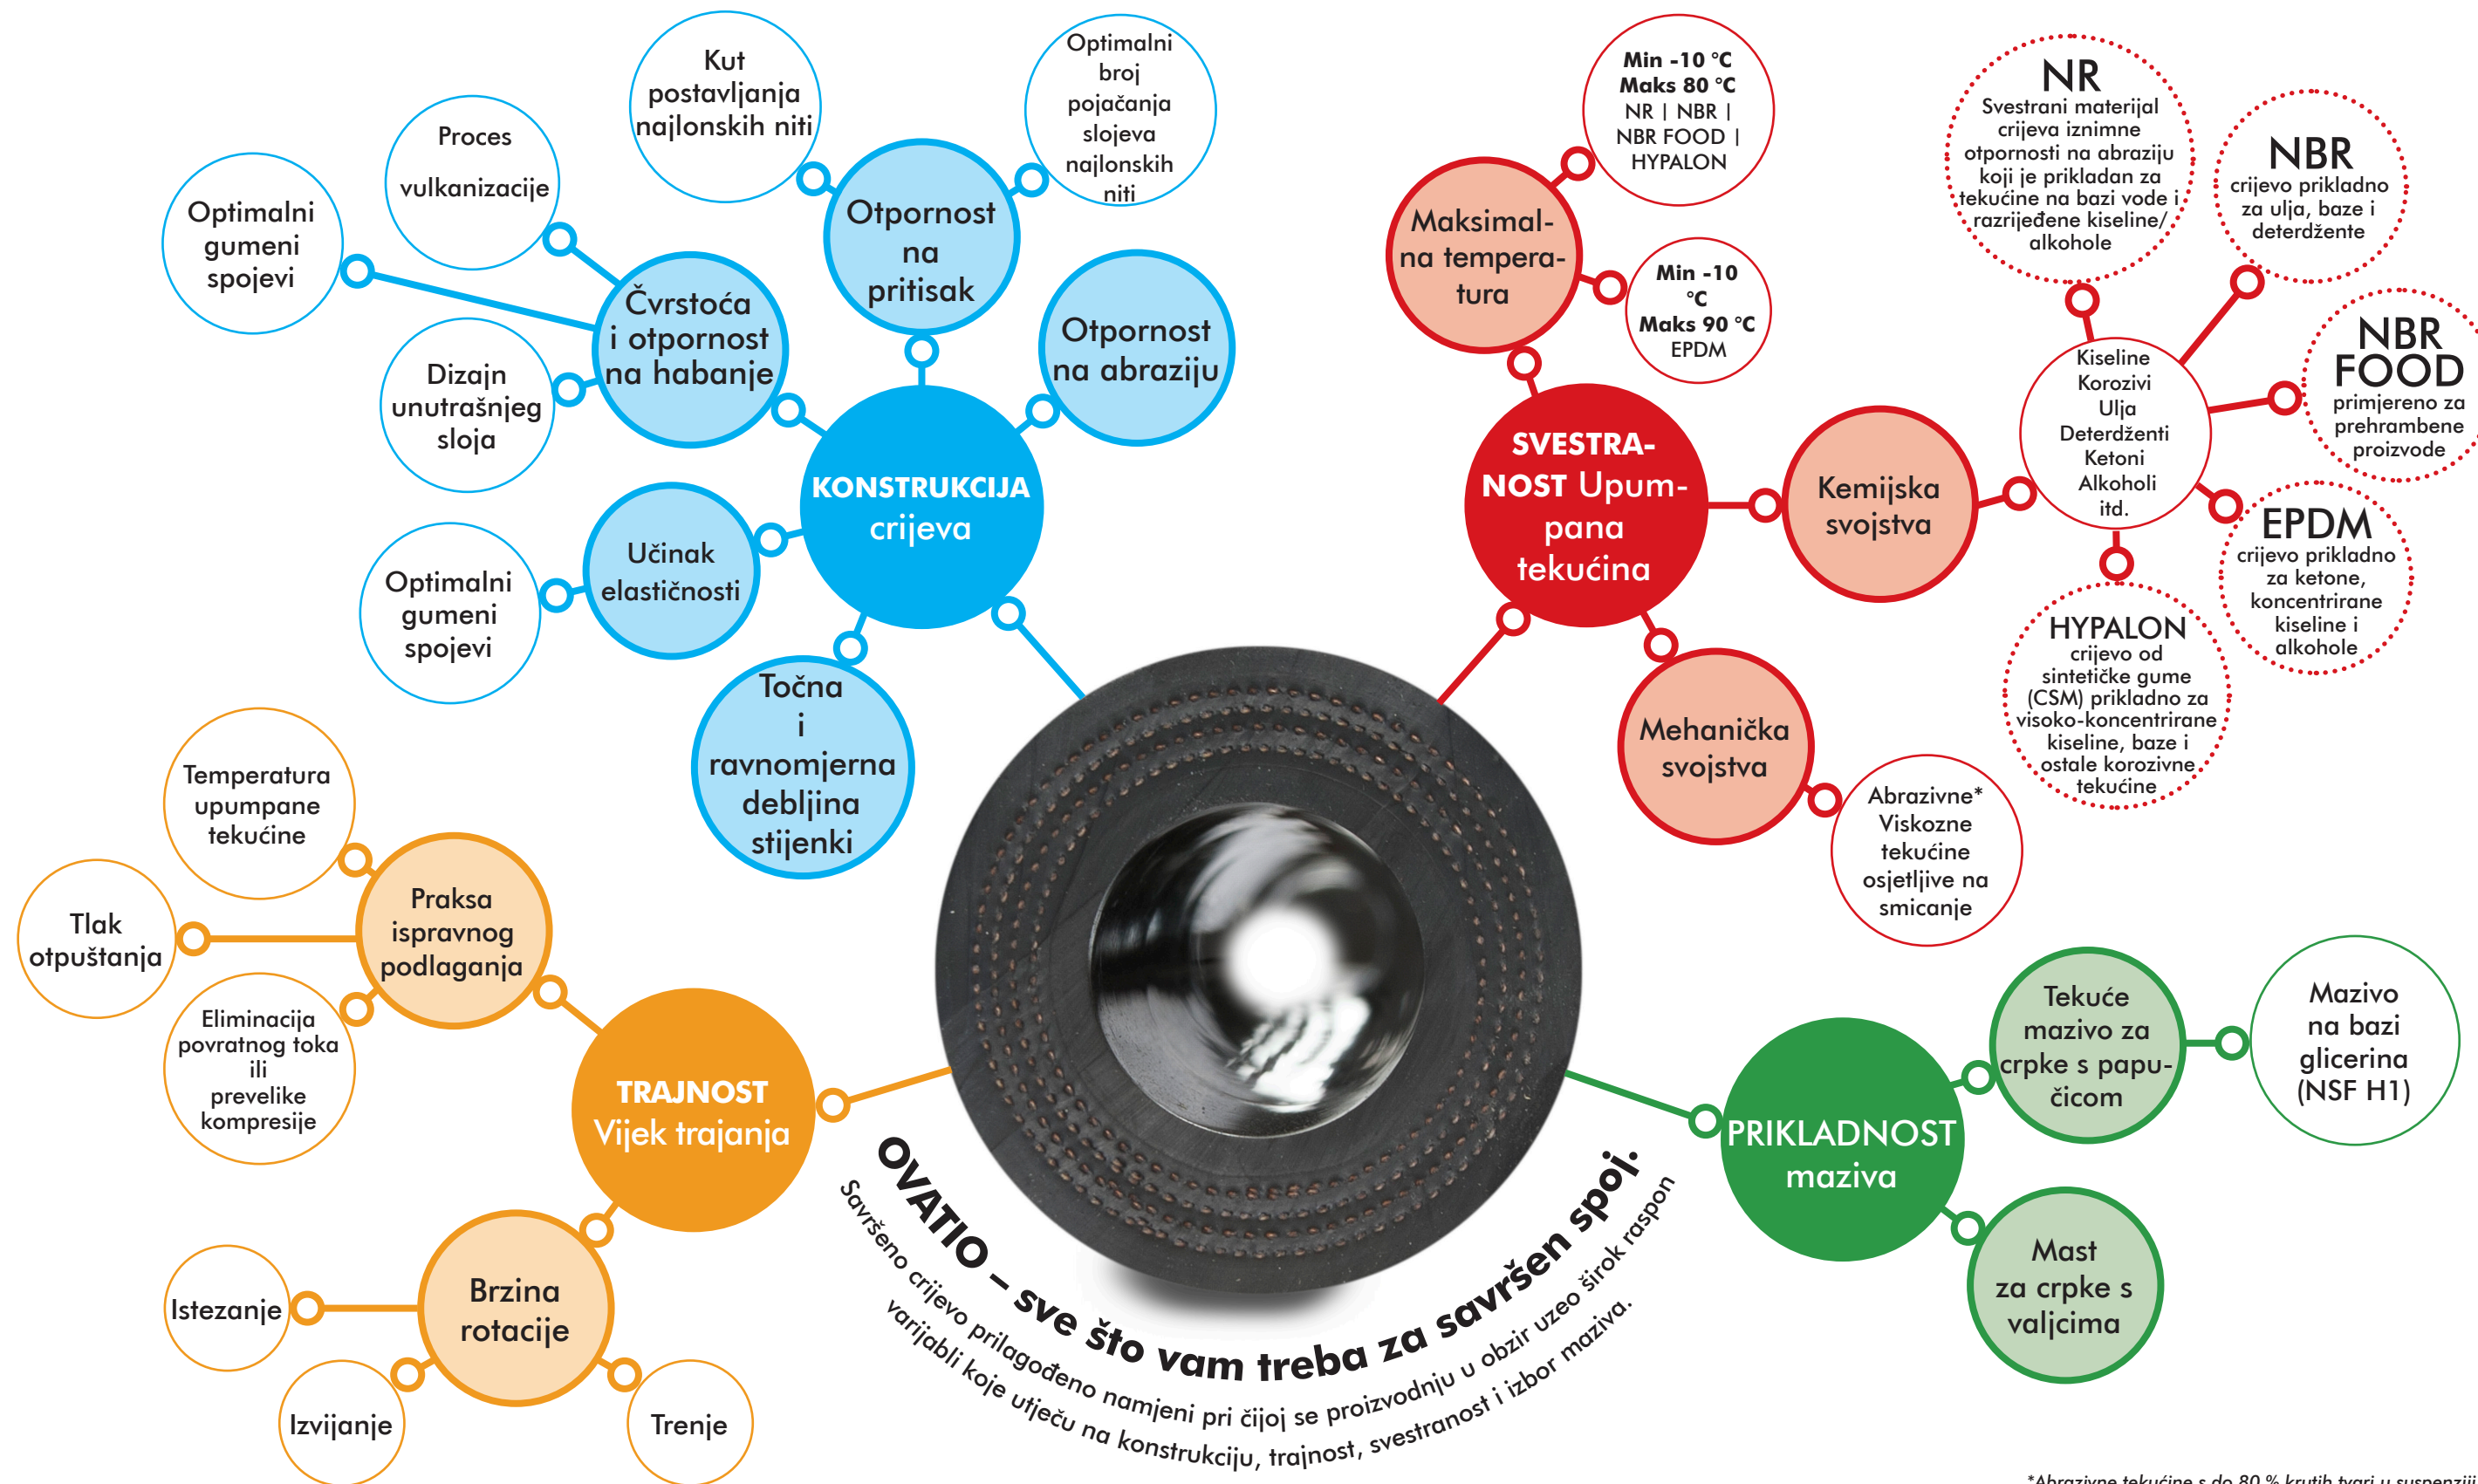 Kut
postavljanja
najlonskih niti
Optimalni
broj
pojačanja
slojeva
najlonskih
niti
Proces
vulkanizacije
Optimalni
gumeni
spojevi
Otpornost
na
pritisak
Čvrstoća
i otpornost
na habanje
Otpornost
na abraziju
Dizajn
unutrašnjeg
sloja
KONSTRUKCIJA
crijeva
Učinak
elastičnosti
Optimalni
gumeni
spojevi
Točna
i
ravnomjerna
debljina
stijenki
Min -10 °C
Maks 80 °C
NR | NBR |
NBR FOOD |
HYPALON
Maksimal-
na tempera-
tura
Min -10
°C
Maks 90 °C
EPDM
SVESTRA-
NOST Upum-
pana
tekućina
Kemijska
svojstva
Kiseline
Korozivi
Ulja
Deterdženti
Ketoni
Alkoholi
itd.
NR
Svestrani materijal
crijeva iznimne
otpornosti na abraziju
koji je prikladan za
tekućine na bazi vode i
razrijeđene kiseline/
alkohole
NBR
crijevo prikladno
za ulja, baze i
deterdžente
NBR
FOOD
primjereno za
prehrambene
proizvode
EPDM
crijevo prikladno
za ketone,
koncentrirane
kiseline i
alkohole
HYPALON
crijevo od
sintetičke gume
(CSM) prikladno za
visoko-koncentrirane
kiseline, baze i
ostale korozivne
tekućine
Mehanička
svojstva
Abrazivne*
Viskozne
tekućine
osjetljive na
smicanje
Temperatura
upumpane
tekućine
Tlak
otpuštanja
Praksa
ispravnog
podlaganja
Eliminacija
povratnog toka
ili
prevelike
kompresije
TRAJNOST
Vijek trajanja
Brzina
rotacije
Istezanje
Izvijanje
Trenje
PRIKLADNOST
maziva
Tekuće
mazivo za
crpke s papu-
čicom
Mazivo
na bazi
glicerina
(NSF H1)
Mast
za crpke s
valjcima
OVATIO – sve što vam treba za savršen spoj.
Savršeno crijevo prilagođeno namjeni pri čijoj se proizvodnju u obzir uzeo širok raspon
varijabli koje utječu na konstrukciju, trajnost, svestranost i izbor maziva.
*Abrazivne tekućine s do 80 % krutih tvari u suspenziji